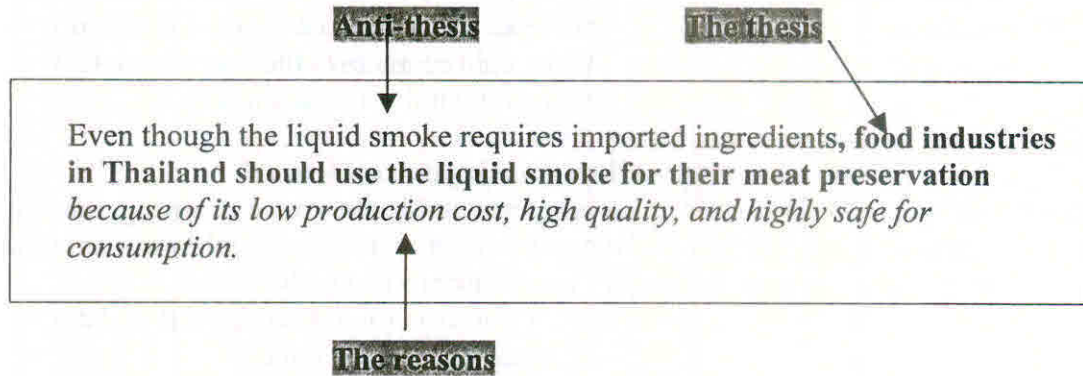 Anti-thesis The thesis
Even though the liquid smoke requires imported ingredients, food industries
in Thailand should use the liquid smoke for their meat preservation
because of its low production cost, high quality, and highly safe for
consumption.
The reasons